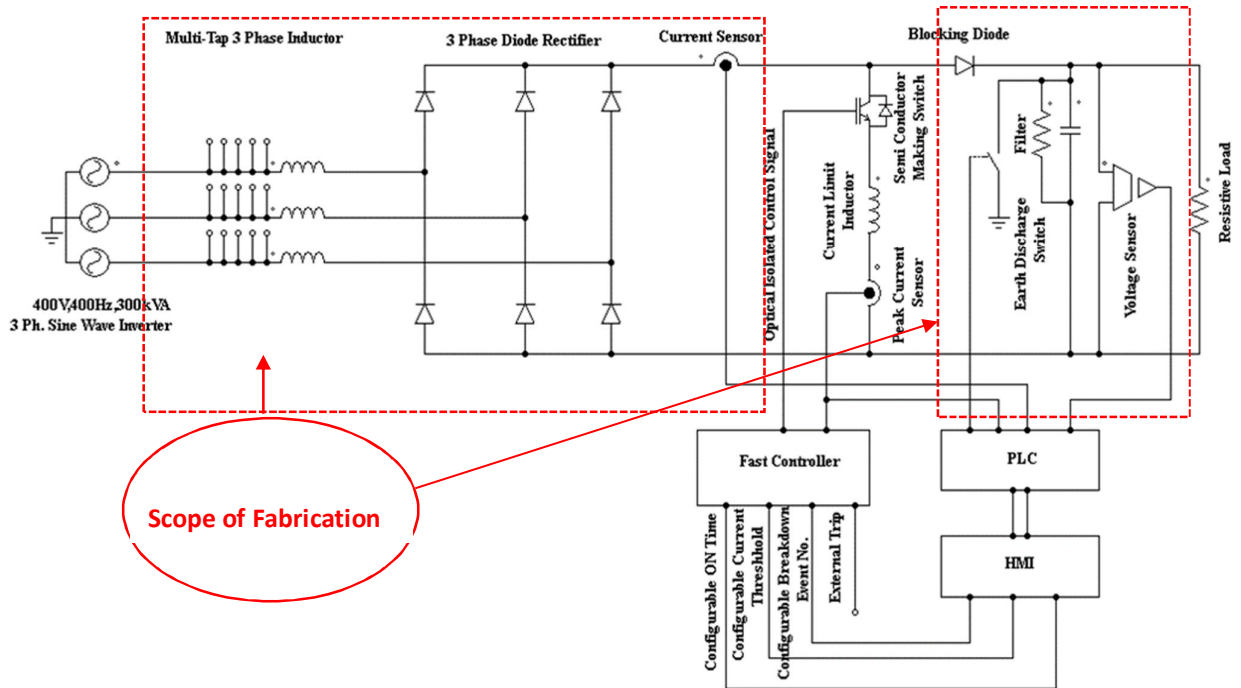 Multi-Tap 3 Phase Inductor
3 Phase Diode Rectifier
Current Sensor
Blocking Diode
Semi Conductor
Making Switch
Optical Isolated Control Signal
Current Limit
Inductor
Peak Current
Sensor
Filter
Earth Discharge
Switch
Voltage Sensor
Resistive Load
400V,400Hz,300kVA
3 Ph. Sine Wave Inverter
Scope of Fabrication
Fast Controller
PLC
HMI
Configurable ON Time
Configurable Current
Threshhold
Configurable Breakdown
Event No.
External Trip